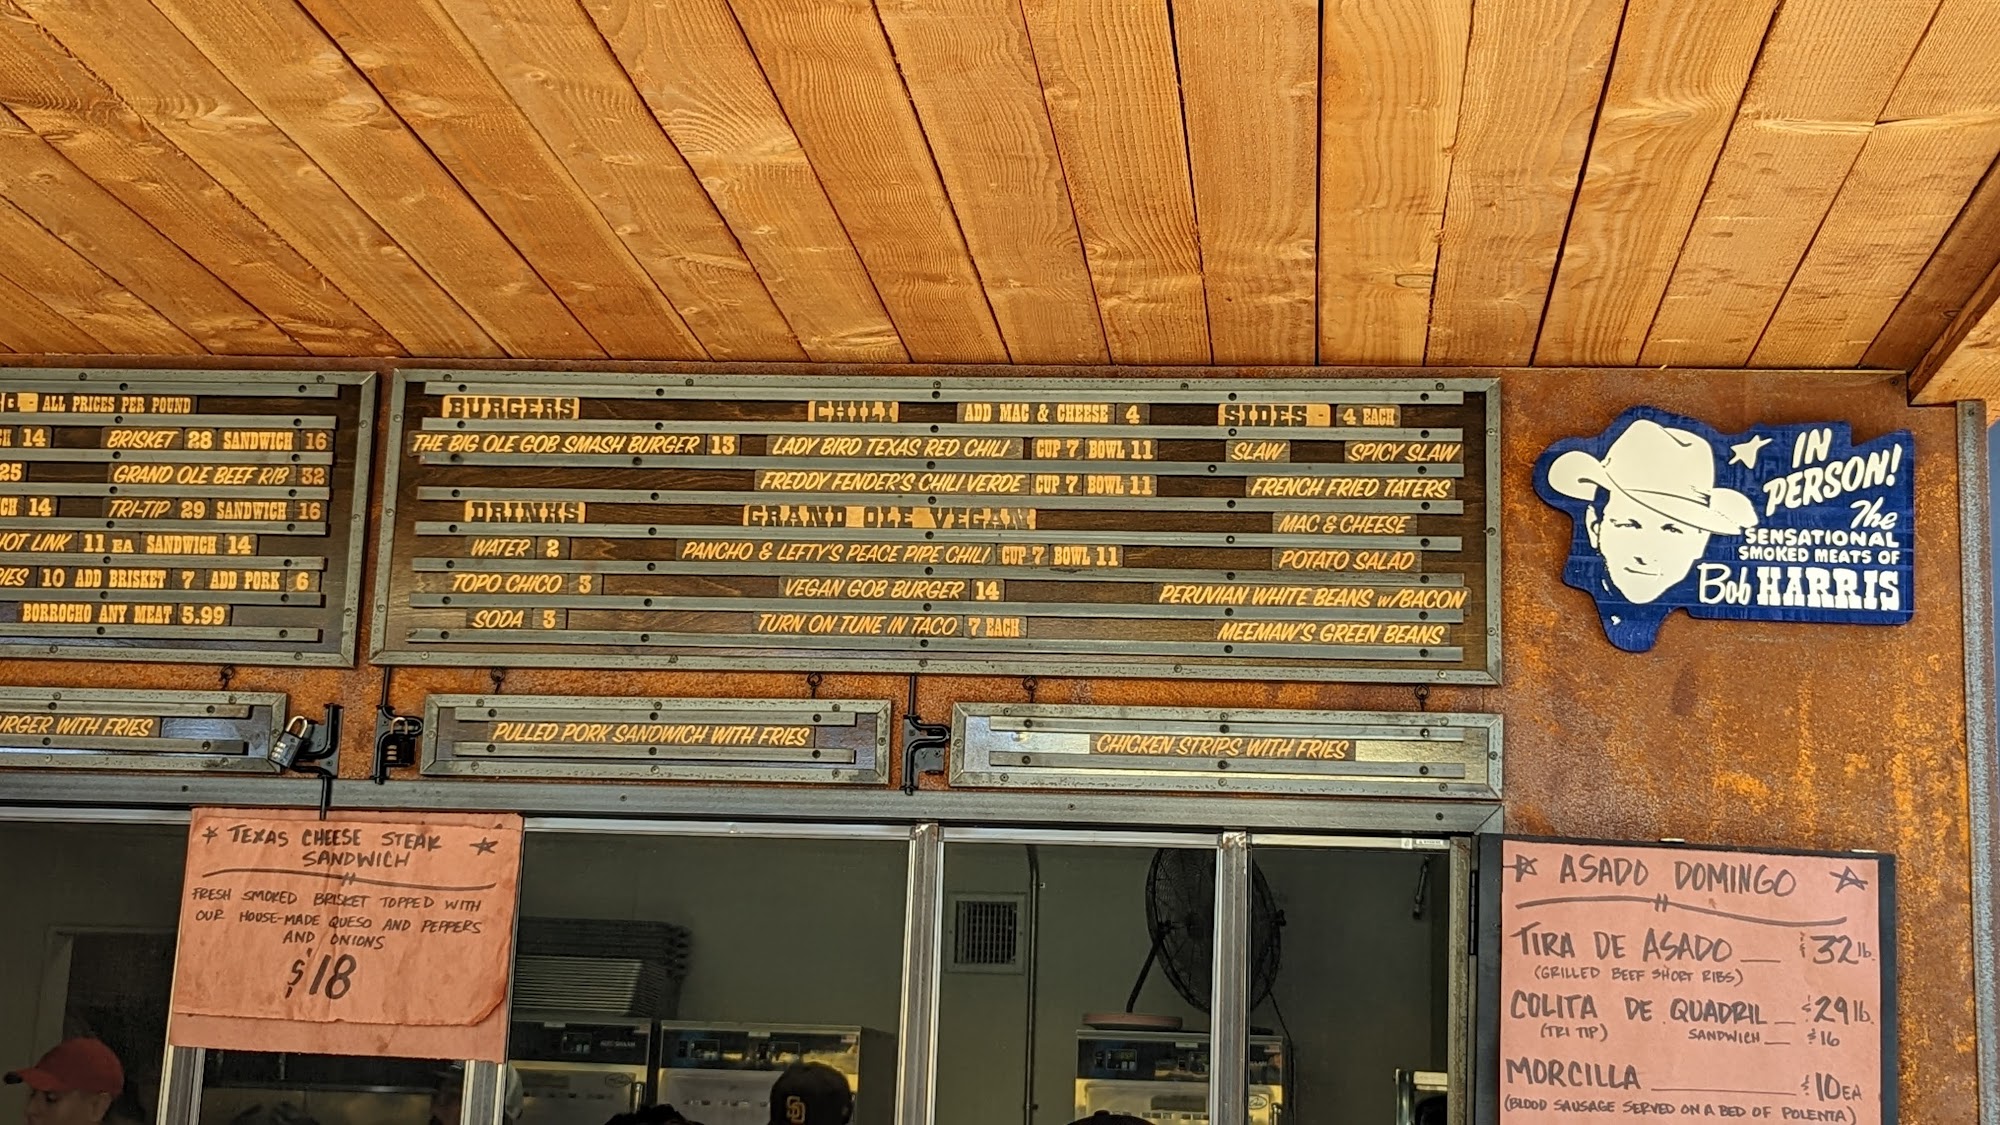 ALL PRICES PER POUND
14 BRISKET 28 SANDWICH 16
25 GRAND OLE BEEF RIB 32
14 TRI-TIP 29 SANDWICH 16
HOT LINK 11 EA SANDWICH 14
10 ADD BRISKET 7 ADD PORK 6
BORROCHO ANY MEAT 5.99
BURGERS
THE BIG OLE GOB SMASH BURGER 13
DRINKS
WATER 2
TOPO CHICO 3
SODA 3
CHILI ADD MAC & CHEESE 4
LADY BIRD TEXAS RED CHILI CUP 7 BOWL 11
FREDDY FENDER'S CHILI VERDE CUP 7 BOWL 11
GRAND OLE VEGAN
PANCHO & LEFTY'S PEACE PIPE CHILI CUP 7 BOWL 11
VEGAN GOB BURGER 14
TURN ON TUNE IN TACO 7 EACH
SIDES - 4 EACH
SLAW SPICY SLAW
FRENCH FRIED TATERS
MAC & CHEESE
POTATO SALAD
PERUVIAN WHITE BEANS w/BACON
MEEMAW'S GREEN BEANS
IN
PERSON!
The
SENSATIONAL
SMOKED MEATS OF
Bob HARRIS
WITH FRIES
PULLED PORK SANDWICH WITH FRIES
CHICKEN STRIPS WITH FRIES
TEXAS CHEESE STEAK
SANDWICH
FRESH SMOKED BRISKET TOPPED WITH
OUR HOUSE-MADE QUESO AND PEPPERS
AND ONIONS
$18
ASADO DOMINGO
TIRA DE ASADO $32 lb.
(GRILLED BEEF SHORT RIBS)
COLITA DE QUADRIL $29 lb.
(TRI TIP) SANDWICH $16
MORCILLA $10 EA
(BLOOD SAUSAGE SERVED ON A BED OF POLENTA)
SD